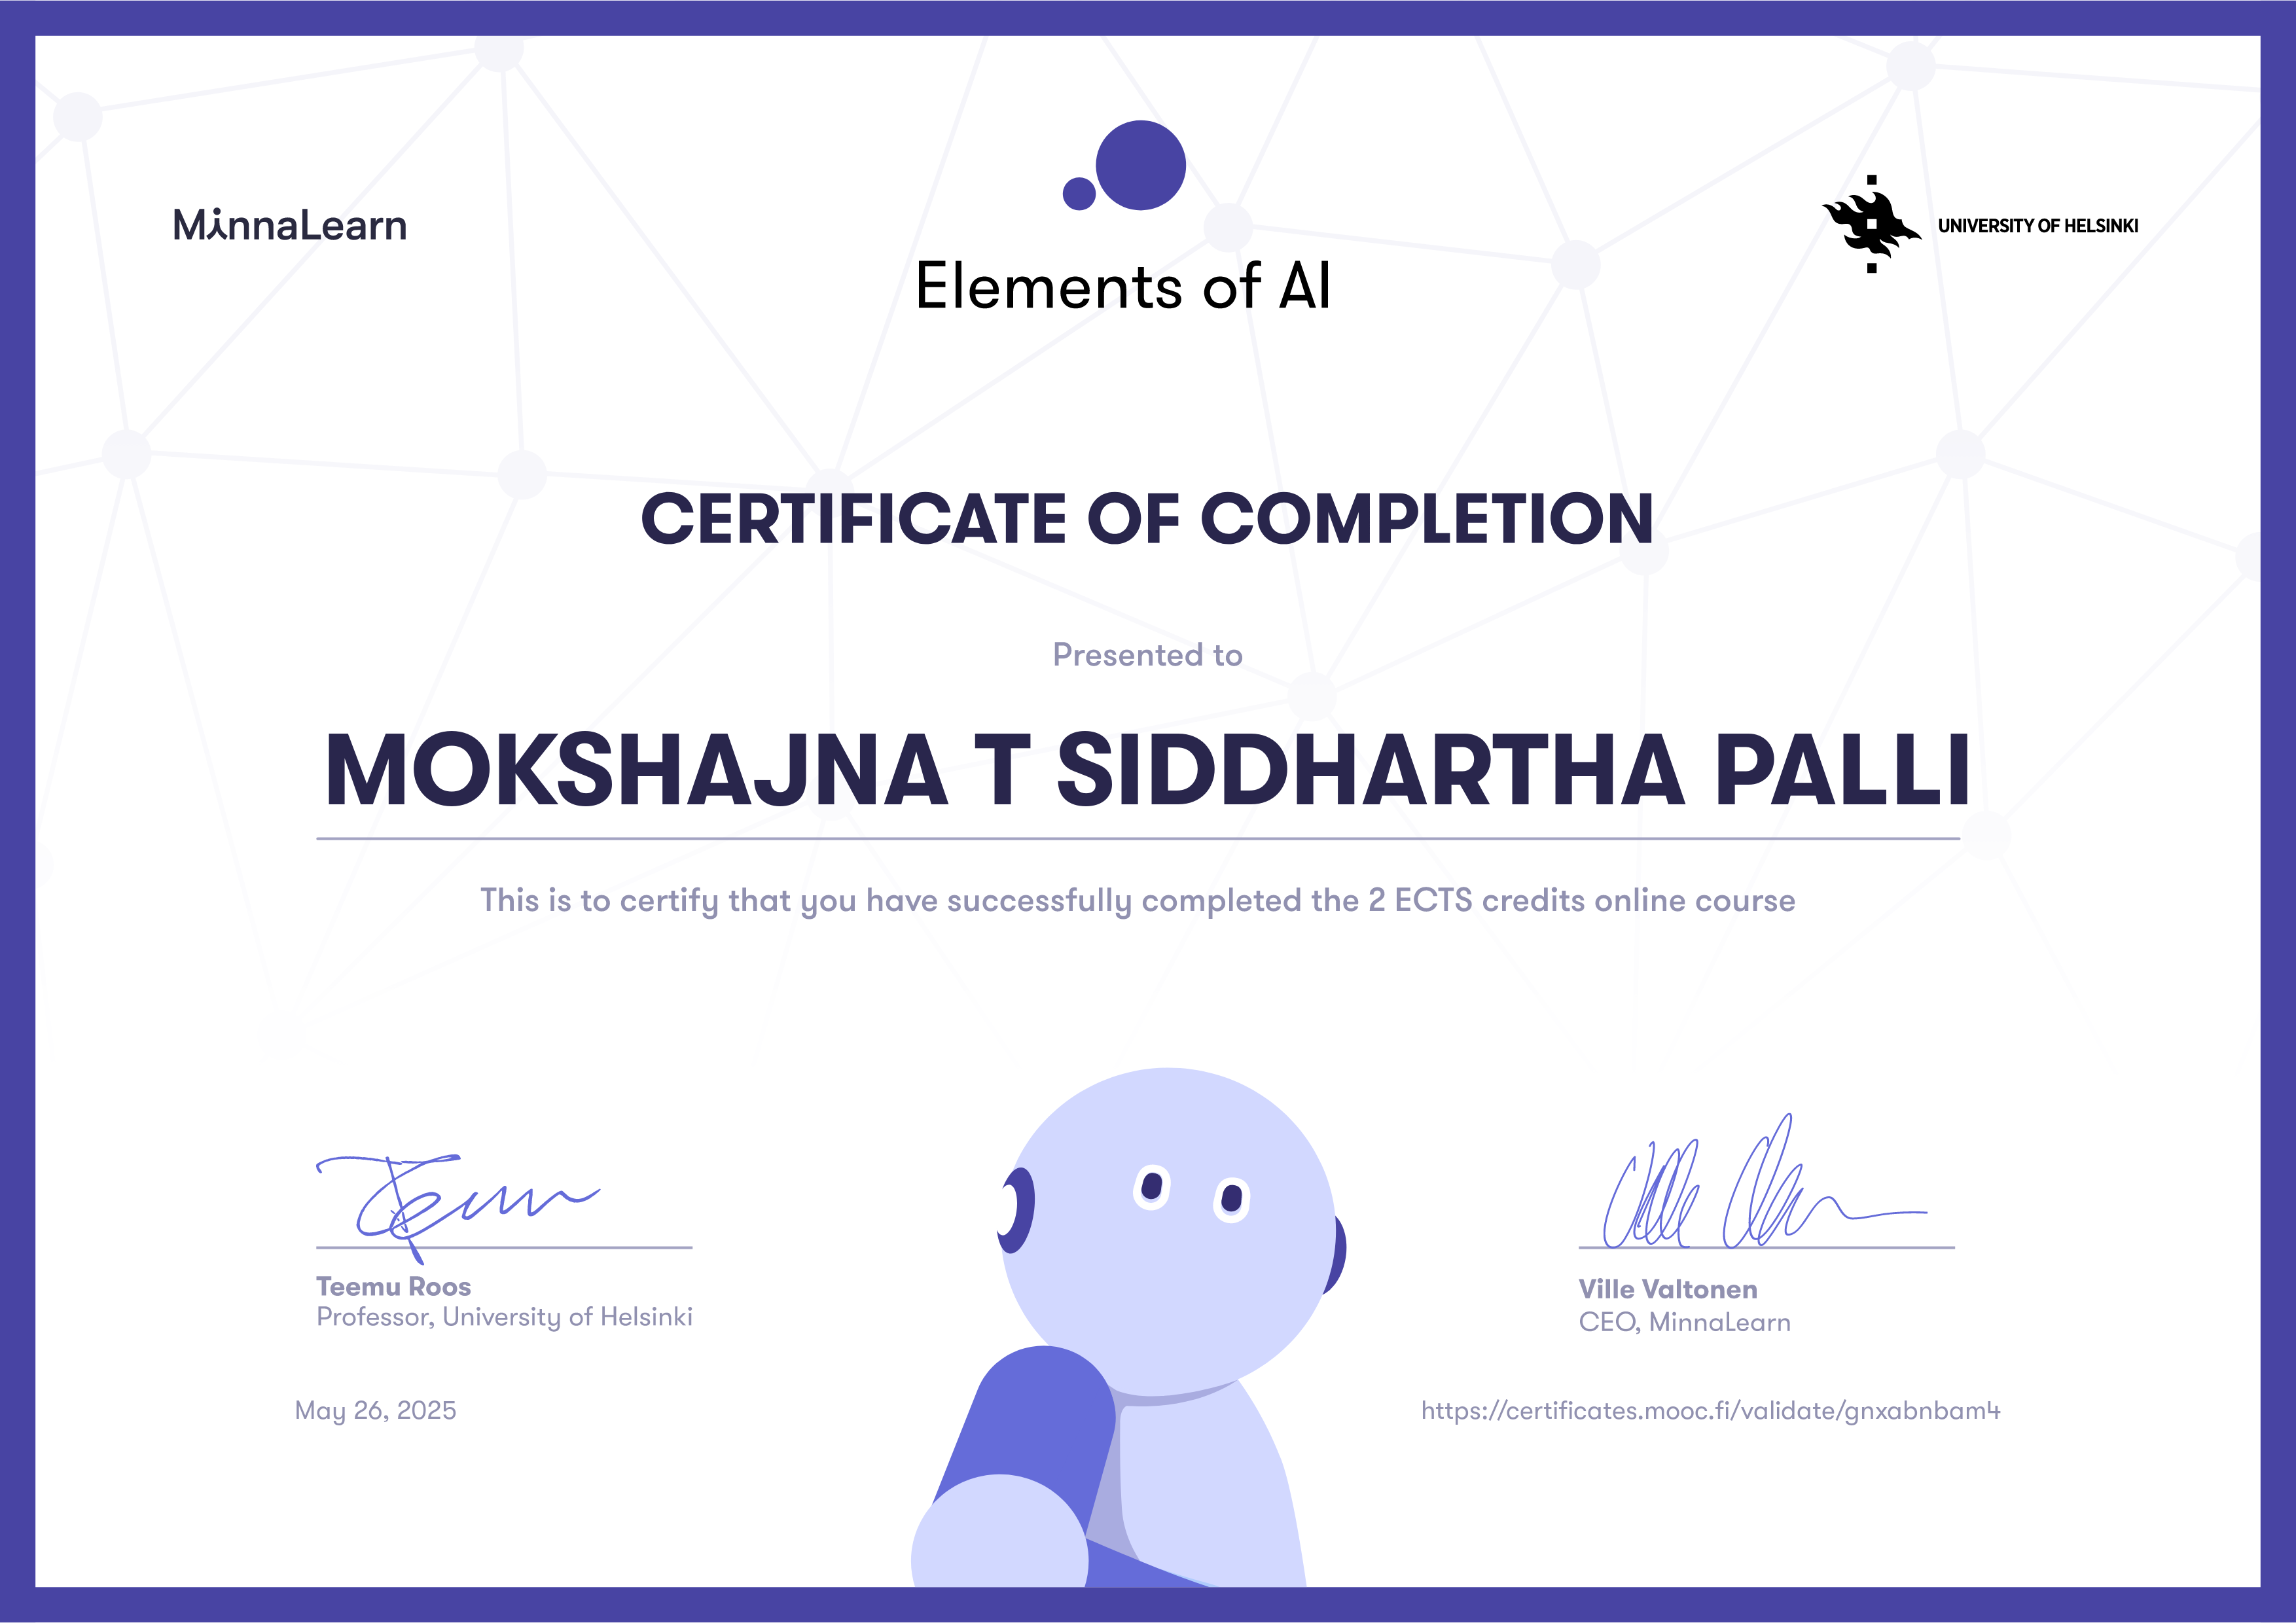 MinnaLearn
Elements of AI
UNIVERSITY OF HELSINKI
CERTIFICATE OF COMPLETION
Presented to
MOKSHAJNA T SIDDHARTHA PALLI
This is to certify that you have successfully completed the 2 ECTS credits online course
Teemu Roos
Professor, University of Helsinki
Ville Valtonen
CEO, MinnaLearn
May 26, 2025
https://certificates.mooc.fi/validate/gnxabnbam4